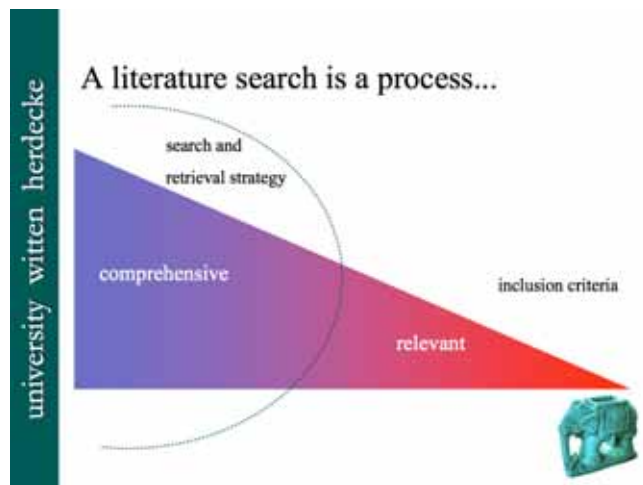 A literature search is a process...
search and
retrieval strategy
comprehensive
inclusion criteria
relevant
university witten herdecke